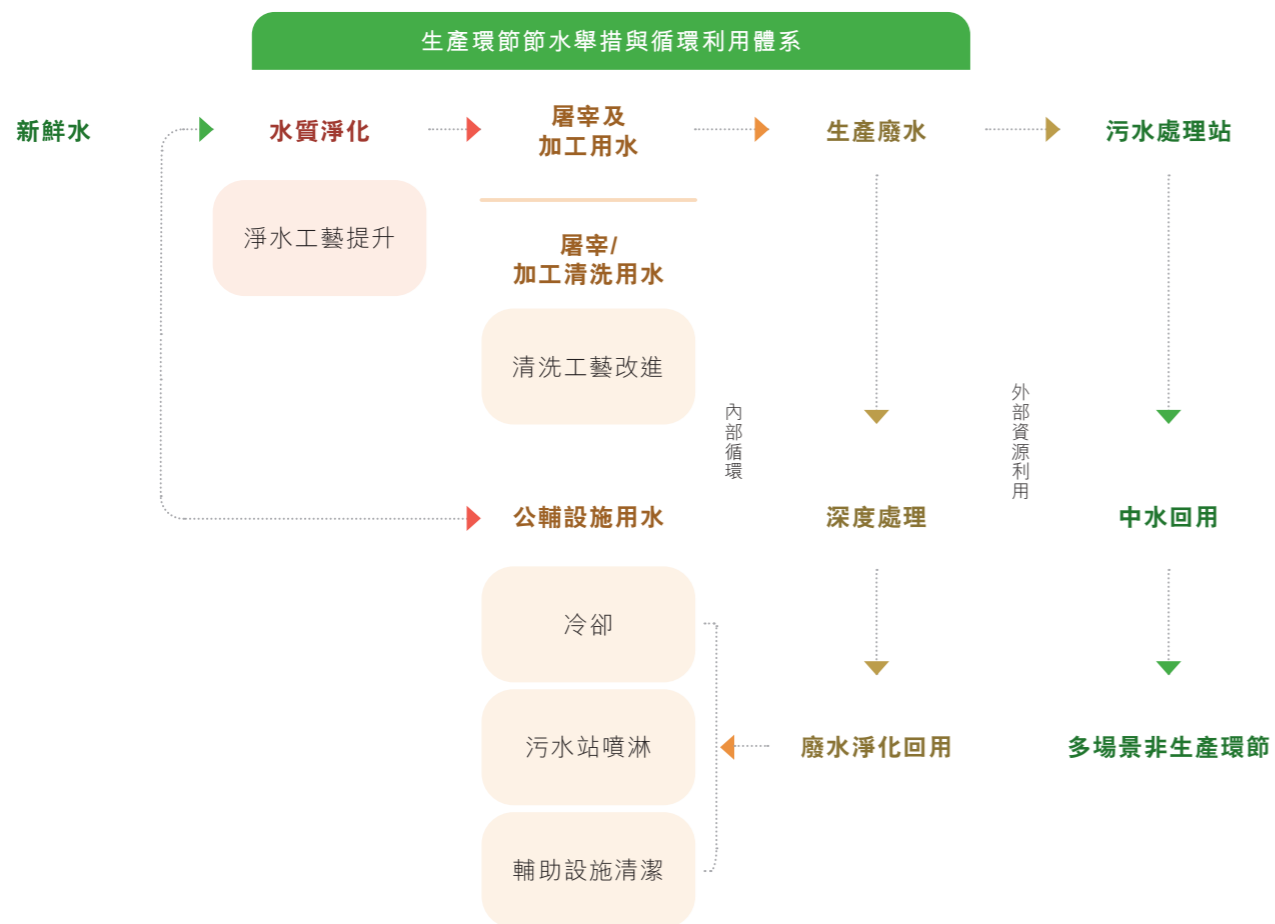 生產環節節水舉措與循環利用體系
新鮮水
水質淨化
屠宰及
加工用水
生產廢水
污水處理站
淨水工藝提升
屠宰/
加工清洗用水
清洗工藝改進
內部循環
外部資源利用
公輔設施用水
深度處理
中水回用
冷卻
污水站噴淋
廢水淨化回用
多場景非生產環節
輔助設施清潔